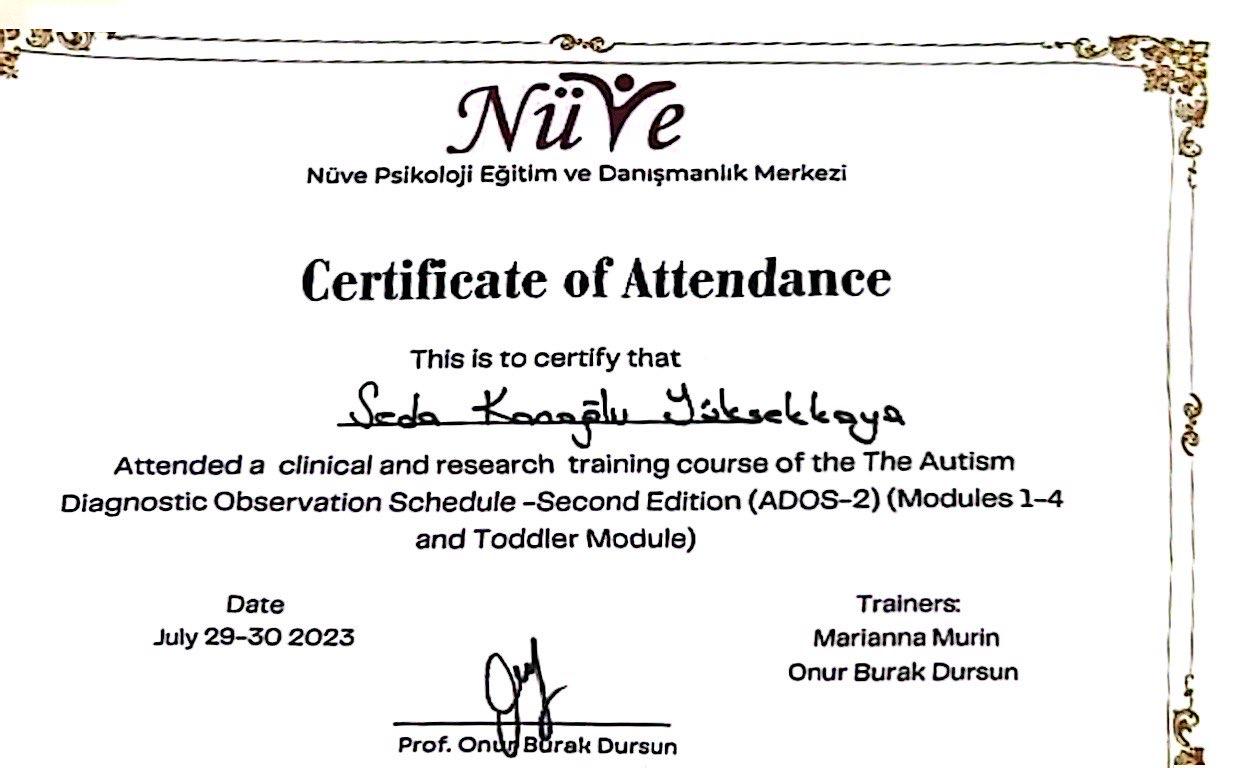 Nüve
Nüve Psikoloji Eğitim ve Danışmanlık Merkezi
Certificate of Attendance
This is to certify that
Seda Kanağlu Yüksekkaya
Attended a clinical and research training course of the The Autism
Diagnostic Observation Schedule -Second Edition (ADOS-2) (Modules 1-4
and Toddler Module)
Date
July 29-30 2023
Trainers:
Marianna Murin
Onur Burak Dursun
Prof. Onur Burak Dursun